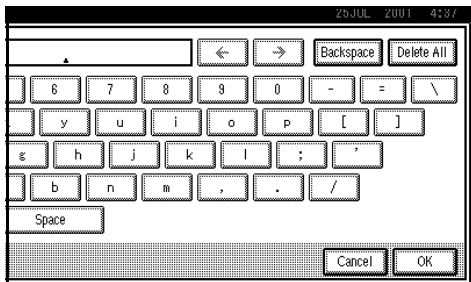 25JUL 2001 4:37
← → Backspace Delete All
6 7 8 9 0 - = \
y u i o p [ ]
g h j k l ; '
b n m , . /
Space
Cancel OK